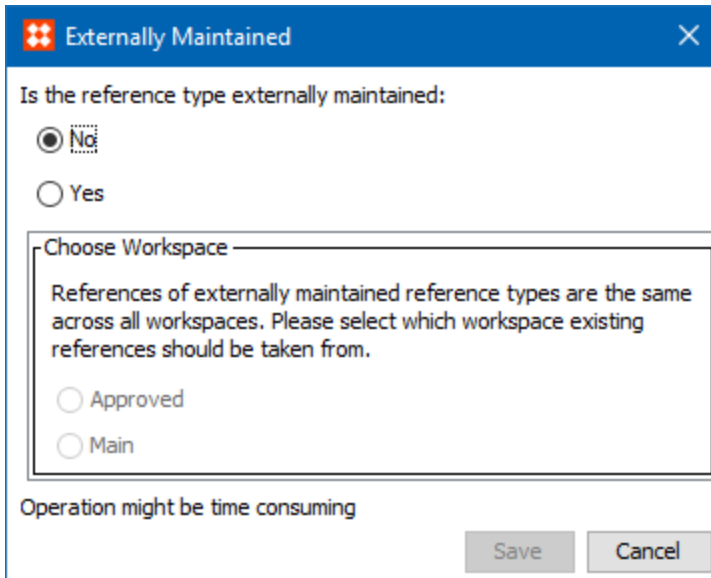 Externally Maintained
Is the reference type externally maintained:
No
Yes
Choose Workspace
References of externally maintained reference types are the same
across all workspaces. Please select which workspace existing
references should be taken from.
Approved
Main
Operation might be time consuming
Save
Cancel